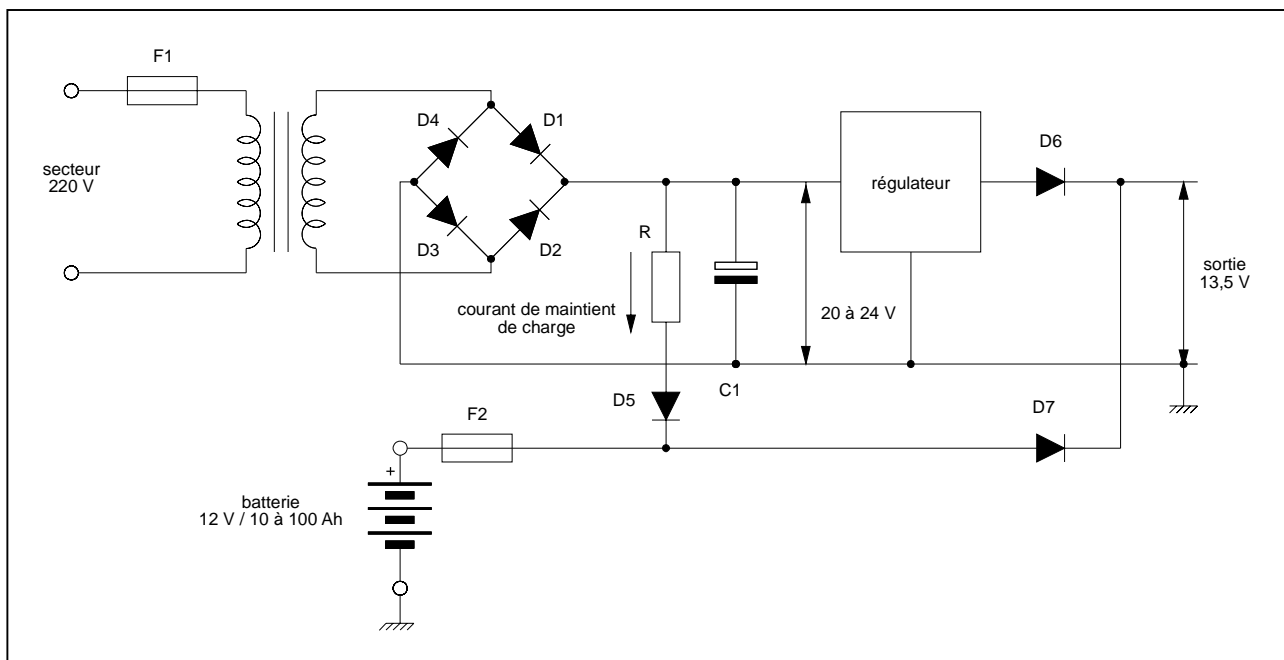 F1
D4
D1
secteur
220 V
D3
D2
R
courant de maintient
de charge
C1
20 à 24 V
régulateur
D6
sortie
13,5 V
D5
F2
D7
+
batterie
12 V / 10 à 100 Ah